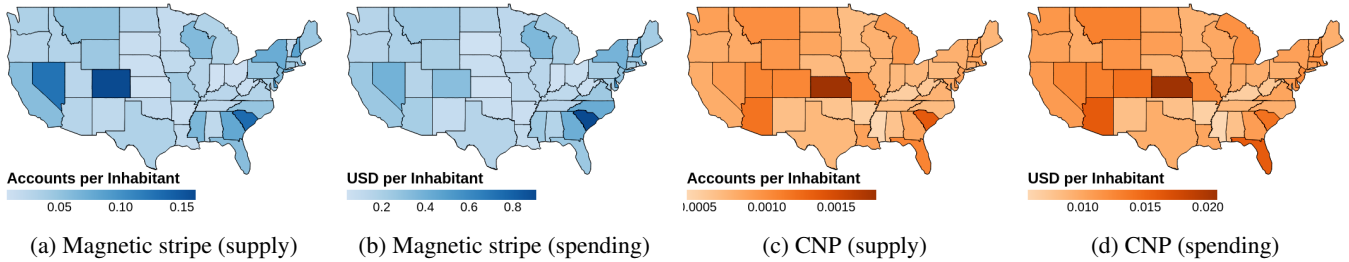 Accounts per Inhabitant
0.05 0.10 0.15
(a) Magnetic stripe (supply)
USD per Inhabitant
0.2 0.4 0.6 0.8
(b) Magnetic stripe (spending)
Accounts per Inhabitant
.0005 0.0010 0.0015
(c) CNP (supply)
USD per Inhabitant
0.010 0.015 0.020
(d) CNP (spending)